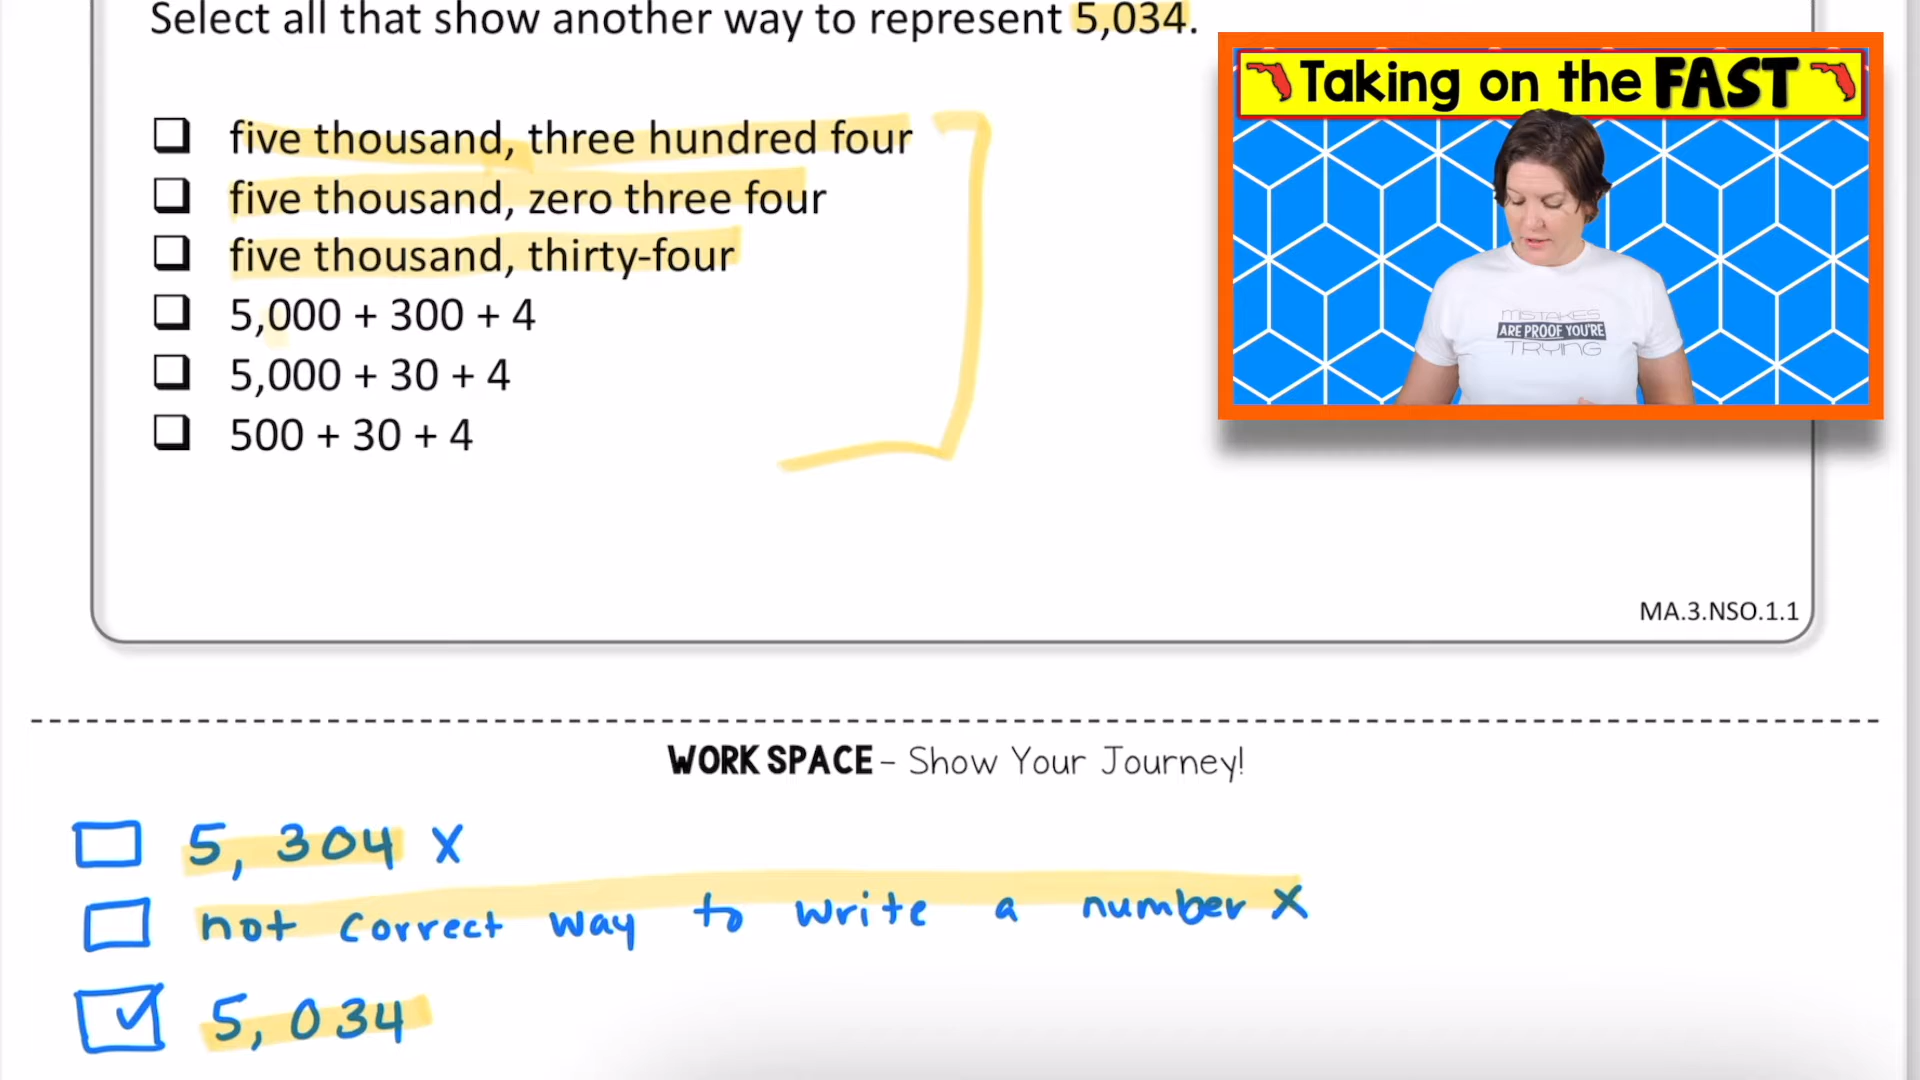 Select all that show another way to represent 5,034.
Taking on the FAST
five thousand, three hundred four
five thousand, zero three four
five thousand, thirty-four
5,000 + 300 + 4
5,000 + 30 + 4
500 + 30 + 4
MISTAKES
ARE PROOF YOU'RE
TRYING
MA.3.NSO.1.1
WORK SPACE – Show Your Journey!
5, 304 X
not correct way to write a number X
5, 034